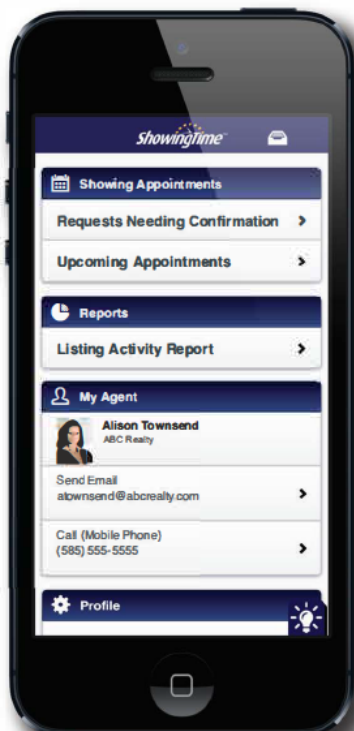 ShowingTime™
Showing Appointments
Requests Needing Confirmation
Upcoming Appointments
Reports
Listing Activity Report
My Agent
Alison Townsend
ABC Realty
Send Email
atownsend@abcrealty.com
Call (Mobile Phone)
(585) 555-5555
Profile